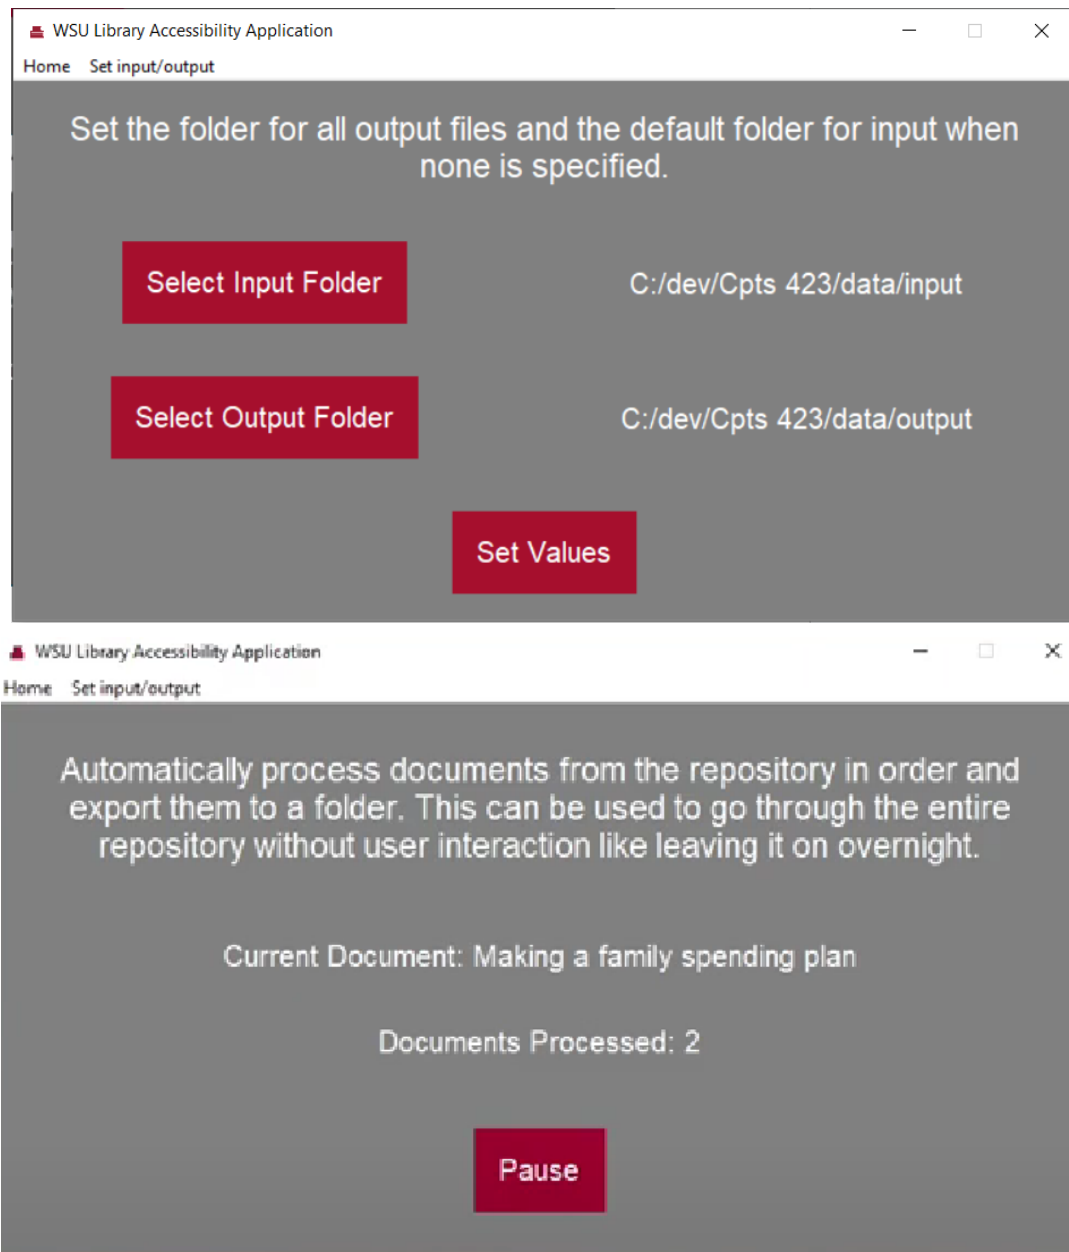 WSU Library Accessibility Application
Home Set input/output
Set the folder for all output files and the default folder for input when
none is specified.
Select Input Folder C:/dev/Cpts 423/data/input
Select Output Folder C:/dev/Cpts 423/data/output
Set Values
WSU Library Accessibility Application
Home Set input/output
Automatically process documents from the repository in order and
export them to a folder. This can be used to go through the entire
repository without user interaction like leaving it on overnight.
Current Document: Making a family spending plan
Documents Processed: 2
Pause